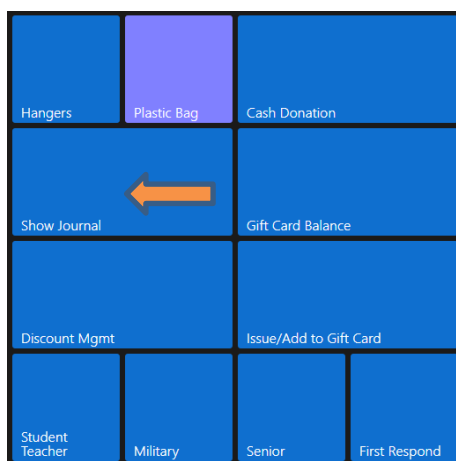 Hangers
Plastic Bag
Cash Donation
Show Journal
Gift Card Balance
Discount Mgmt
Issue/Add to Gift Card
Student
Teacher
Military
Senior
First Respond